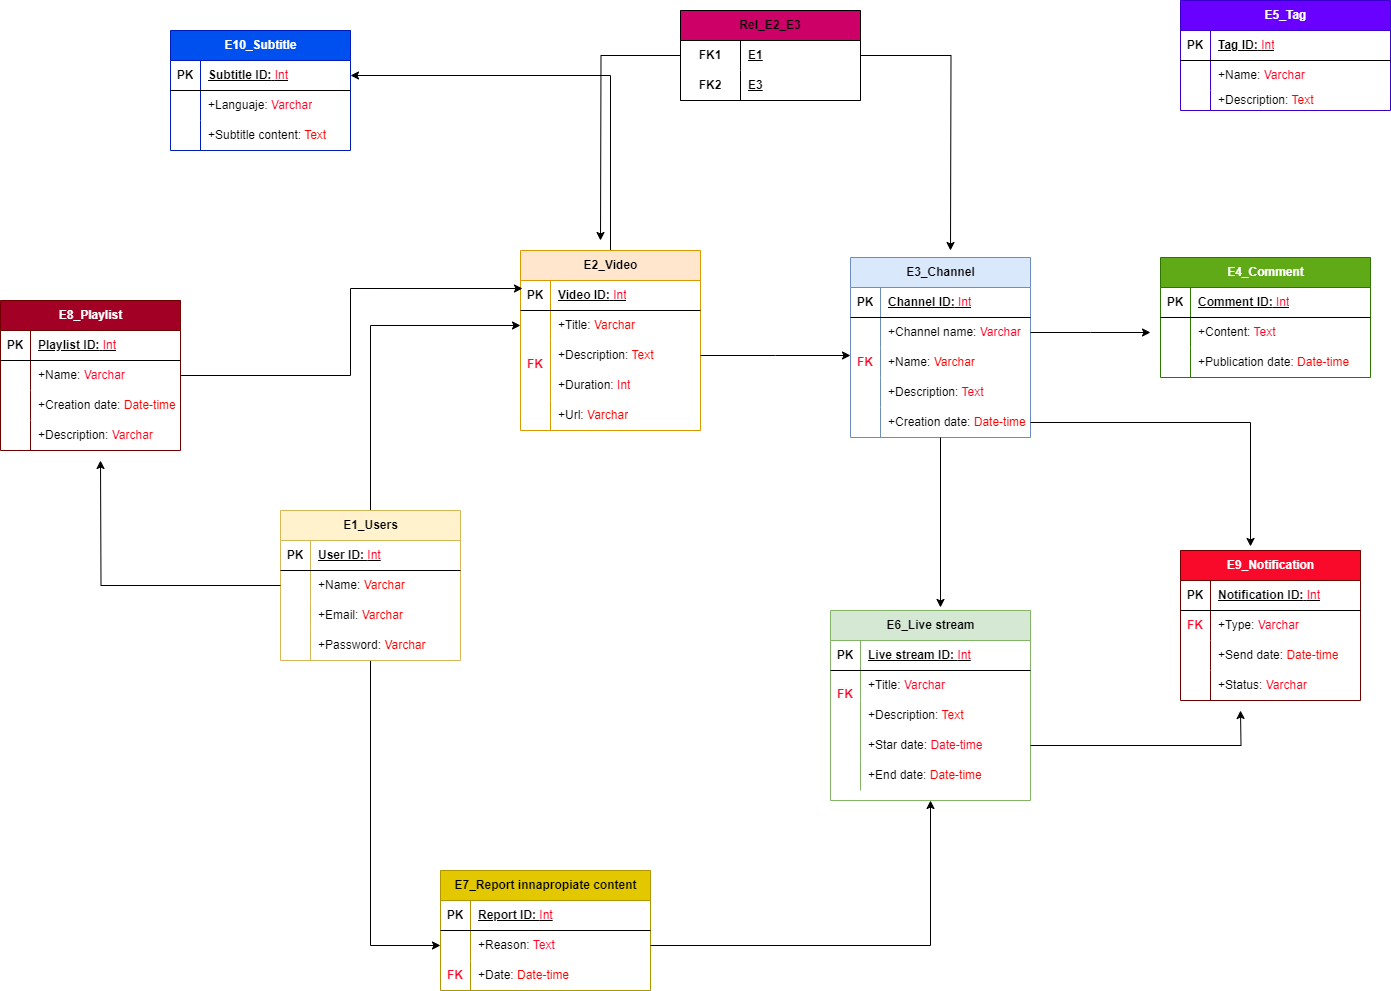 Rel_E2_E3
FK1 E1
FK2 E3
E5_Tag
PK Tag ID: Int
+Name: Varchar
+Description: Text
E10_Subtitle
PK Subtitle ID: Int
+Languaje: Varchar
+Subtitle content: Text
E2_Video
PK Video ID: Int
+Title: Varchar
+Description: Text
FK
+Duration: Int
+Url: Varchar
E3_Channel
PK Channel ID: Int
+Channel name: Varchar
FK +Name: Varchar
+Description: Text
+Creation date: Date-time
E4_Comment
PK Comment ID: Int
+Content: Text
+Publication date: Date-time
E8_Playlist
PK Playlist ID: Int
+Name: Varchar
+Creation date: Date-time
+Description: Varchar
E1_Users
PK User ID: Int
+Name: Varchar
+Email: Varchar
+Password: Varchar
E9_Notification
PK Notification ID: Int
FK +Type: Varchar
+Send date: Date-time
+Status: Varchar
E6_Live stream
PK Live stream ID: Int
+Title: Varchar
FK
+Description: Text
+Star date: Date-time
+End date: Date-time
E7_Report innapropiate content
PK Report ID: Int
+Reason: Text
FK +Date: Date-time